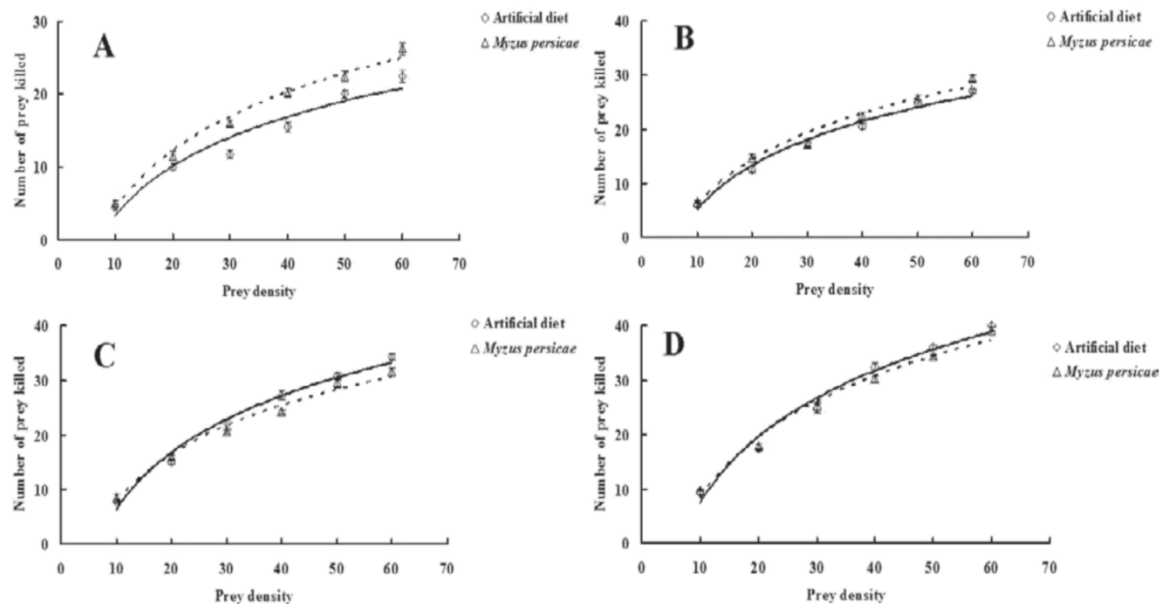 A
Number of prey killed
30
20
10
0
0 10 20 30 40 50 60 70
Prey density
Artificial diet
Myzus persicae
B
Number of prey killed
40
30
20
10
0
0 10 20 30 40 50 60 70
Prey density
Artificial diet
Myzus persicae
C
Number of prey killed
40
30
20
10
0
0 10 20 30 40 50 60 70
Prey density
Artificial diet
Myzus persicae
D
Number of prey killed
40
30
20
10
0
0 10 20 30 40 50 60 70
Prey density
Artificial diet
Myzus persicae